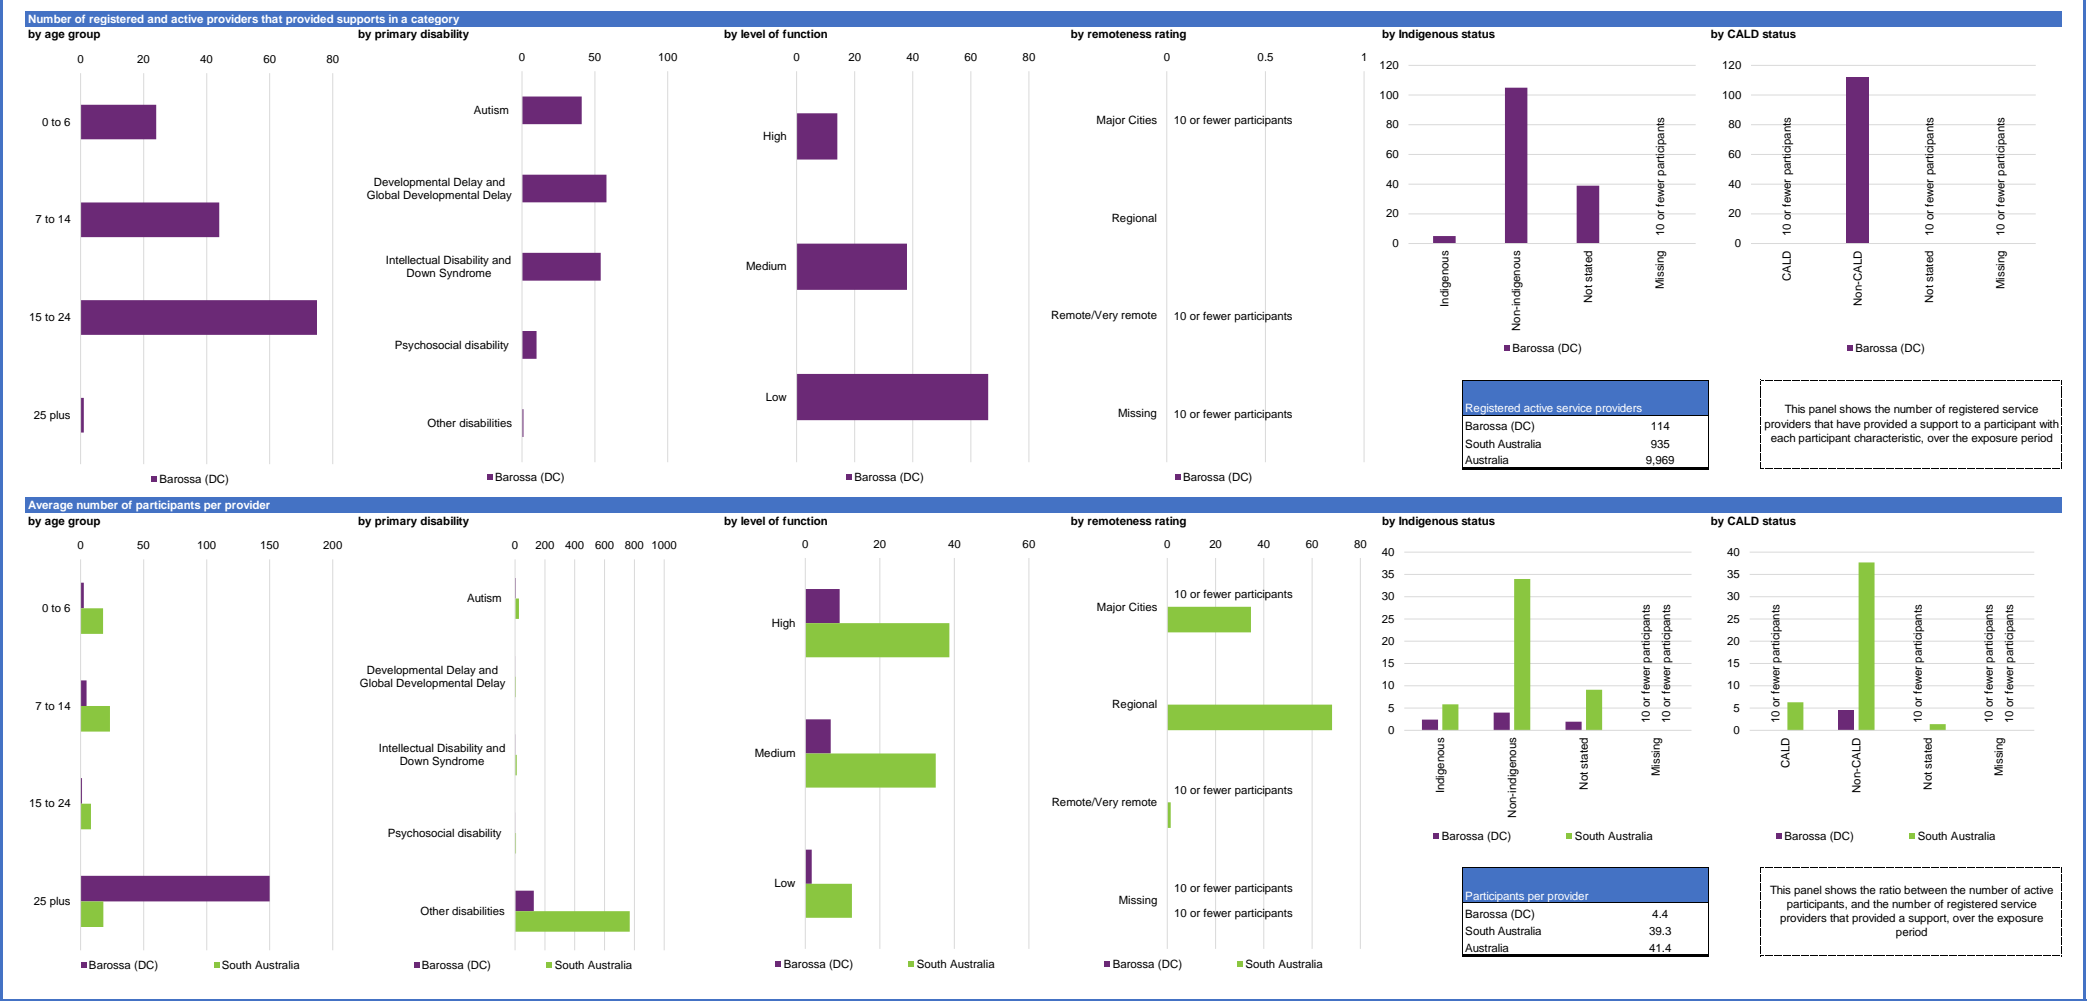 Number of registered and active providers that provided supports in a category
by age group
0 20 40 60 80
0 to 6
7 to 14
15 to 24
25 plus
Barossa (DC)
by primary disability
0 50 100
Autism
Developmental Delay and
Global Developmental Delay
Intellectual Disability and
Down Syndrome
Psychosocial disability
Other disabilities
Barossa (DC)
by level of function
0 20 40 60 80
High
Medium
Low
Barossa (DC)
by remoteness rating
0 0.5 1
Major Cities 10 or fewer participants
Regional
Remote/Very remote 10 or fewer participants
Missing 10 or fewer participants
Barossa (DC)
by Indigenous status
120
100
80
60
40
20
0
10 or fewer participants
Indigenous
Non-indigenous
Not stated
Missing
Barossa (DC)
by CALD status
120
100
80
60
40
20
0
10 or fewer participants
10 or fewer participants
10 or fewer participants
CALD
Non-CALD
Not stated
Missing
Barossa (DC)
Registered active service providers
Barossa (DC) 114
South Australia 935
Australia 9,969
This panel shows the number of registered service
providers that have provided a support to a participant with
each participant characteristic, over the exposure period
Average number of participants per provider
by age group
0 50 100 150 200
0 to 6
7 to 14
15 to 24
25 plus
Barossa (DC) South Australia
by primary disability
0 200 400 600 800 1000
Autism
Developmental Delay and
Global Developmental Delay
Intellectual Disability and
Down Syndrome
Psychosocial disability
Other disabilities
Barossa (DC) South Australia
by level of function
0 20 40 60
High
Medium
Low
Barossa (DC) South Australia
by remoteness rating
0 20 40 60 80
10 or fewer participants
Major Cities
Regional
10 or fewer participants
Remote/Very remote
10 or fewer participants
Missing
10 or fewer participants
Barossa (DC) South Australia
by Indigenous status
40
35
30
25
20
15
10
5
0
10 or fewer participants
10 or fewer participants
Indigenous
Non-indigenous
Not stated
Missing
Barossa (DC) South Australia
by CALD status
40
35
30
25
20
15
10
5
0
10 or fewer participants
10 or fewer participants
10 or fewer participants
10 or fewer participants
CALD
Non-CALD
Not stated
Missing
Barossa (DC) South Australia
Participants per provider
Barossa (DC) 4.4
South Australia 39.3
Australia 41.4
This panel shows the ratio between the number of active
participants, and the number of registered service
providers that provided a support, over the exposure
period